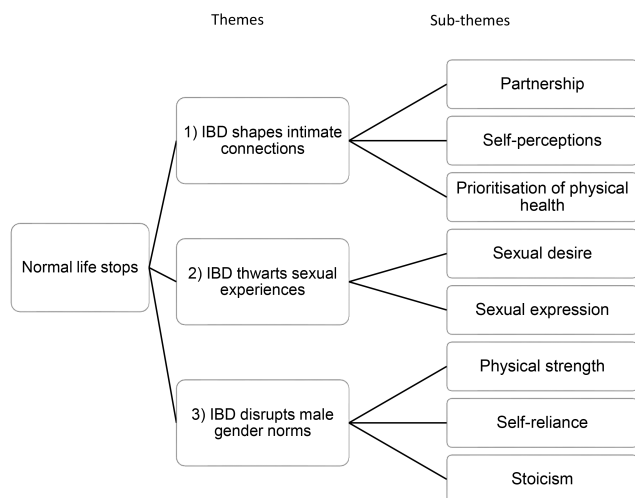 Themes
Sub-themes
Normal life stops
1) IBD shapes intimate
connections
Partnership
Self-perceptions
Prioritisation of physical
health
2) IBD thwarts sexual
experiences
Sexual desire
Sexual expression
3) IBD disrupts male
gender norms
Physical strength
Self-reliance
Stoicism